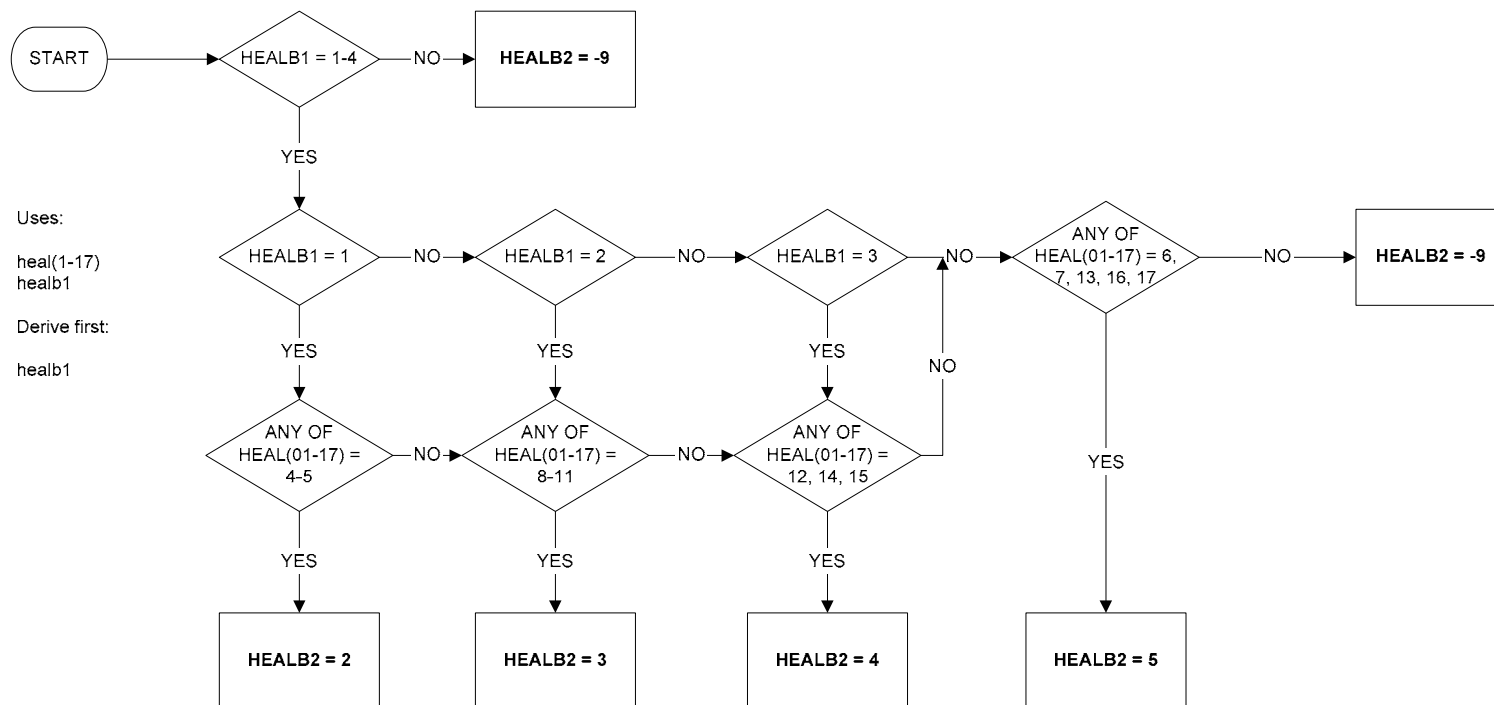 START
HEALB1 = 1-4
NO
HEALB2 = -9
YES
Uses:
heal(1-17)
healb1
Derive first:
healb1
HEALB1 = 1
NO
HEALB1 = 2
NO
HEALB1 = 3
NO
ANY OF
HEAL(01-17) = 6,
7, 13, 16, 17
NO
HEALB2 = -9
YES
YES
YES
NO
ANY OF
HEAL(01-17) =
4-5
NO
ANY OF
HEAL(01-17) =
8-11
NO
ANY OF
HEAL(01-17) =
12, 14, 15
YES
YES
YES
YES
HEALB2 = 2
HEALB2 = 3
HEALB2 = 4
HEALB2 = 5